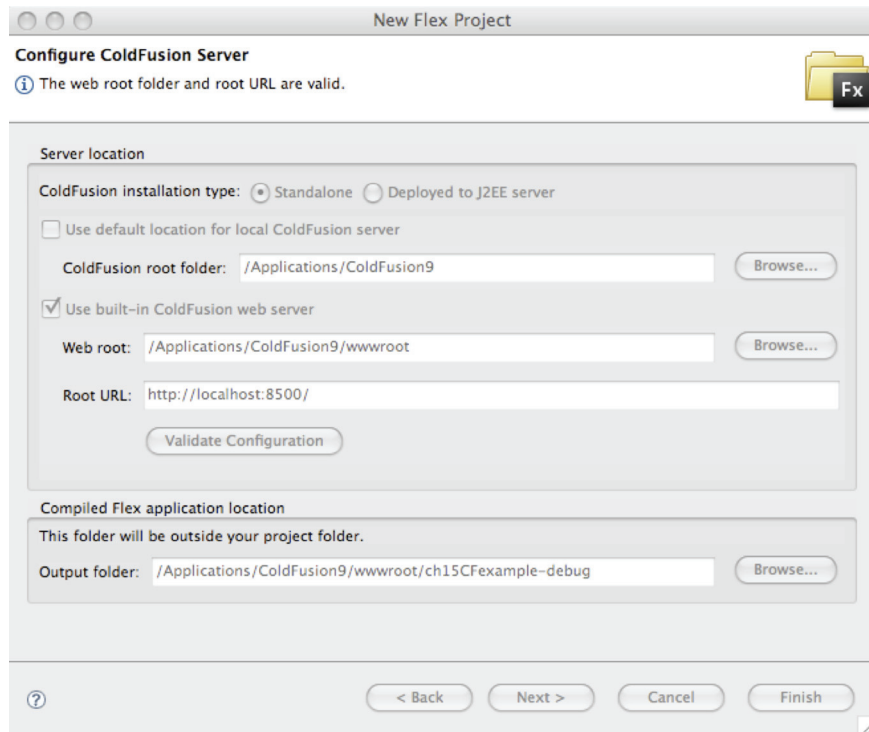 New Flex Project
Configure ColdFusion Server
The web root folder and root URL are valid.
Fx
Server location
ColdFusion installation type: Standalone Deployed to J2EE server
Use default location for local ColdFusion server
ColdFusion root folder: /Applications/ColdFusion9 Browse...
Use built-in ColdFusion web server
Web root: /Applications/ColdFusion9/wwwroot Browse...
Root URL: http://localhost:8500/
Validate Configuration
Compiled Flex application location
This folder will be outside your project folder.
Output folder: /Applications/ColdFusion9/wwwroot/ch15CFexample-debug Browse...
? < Back Next > Cancel Finish